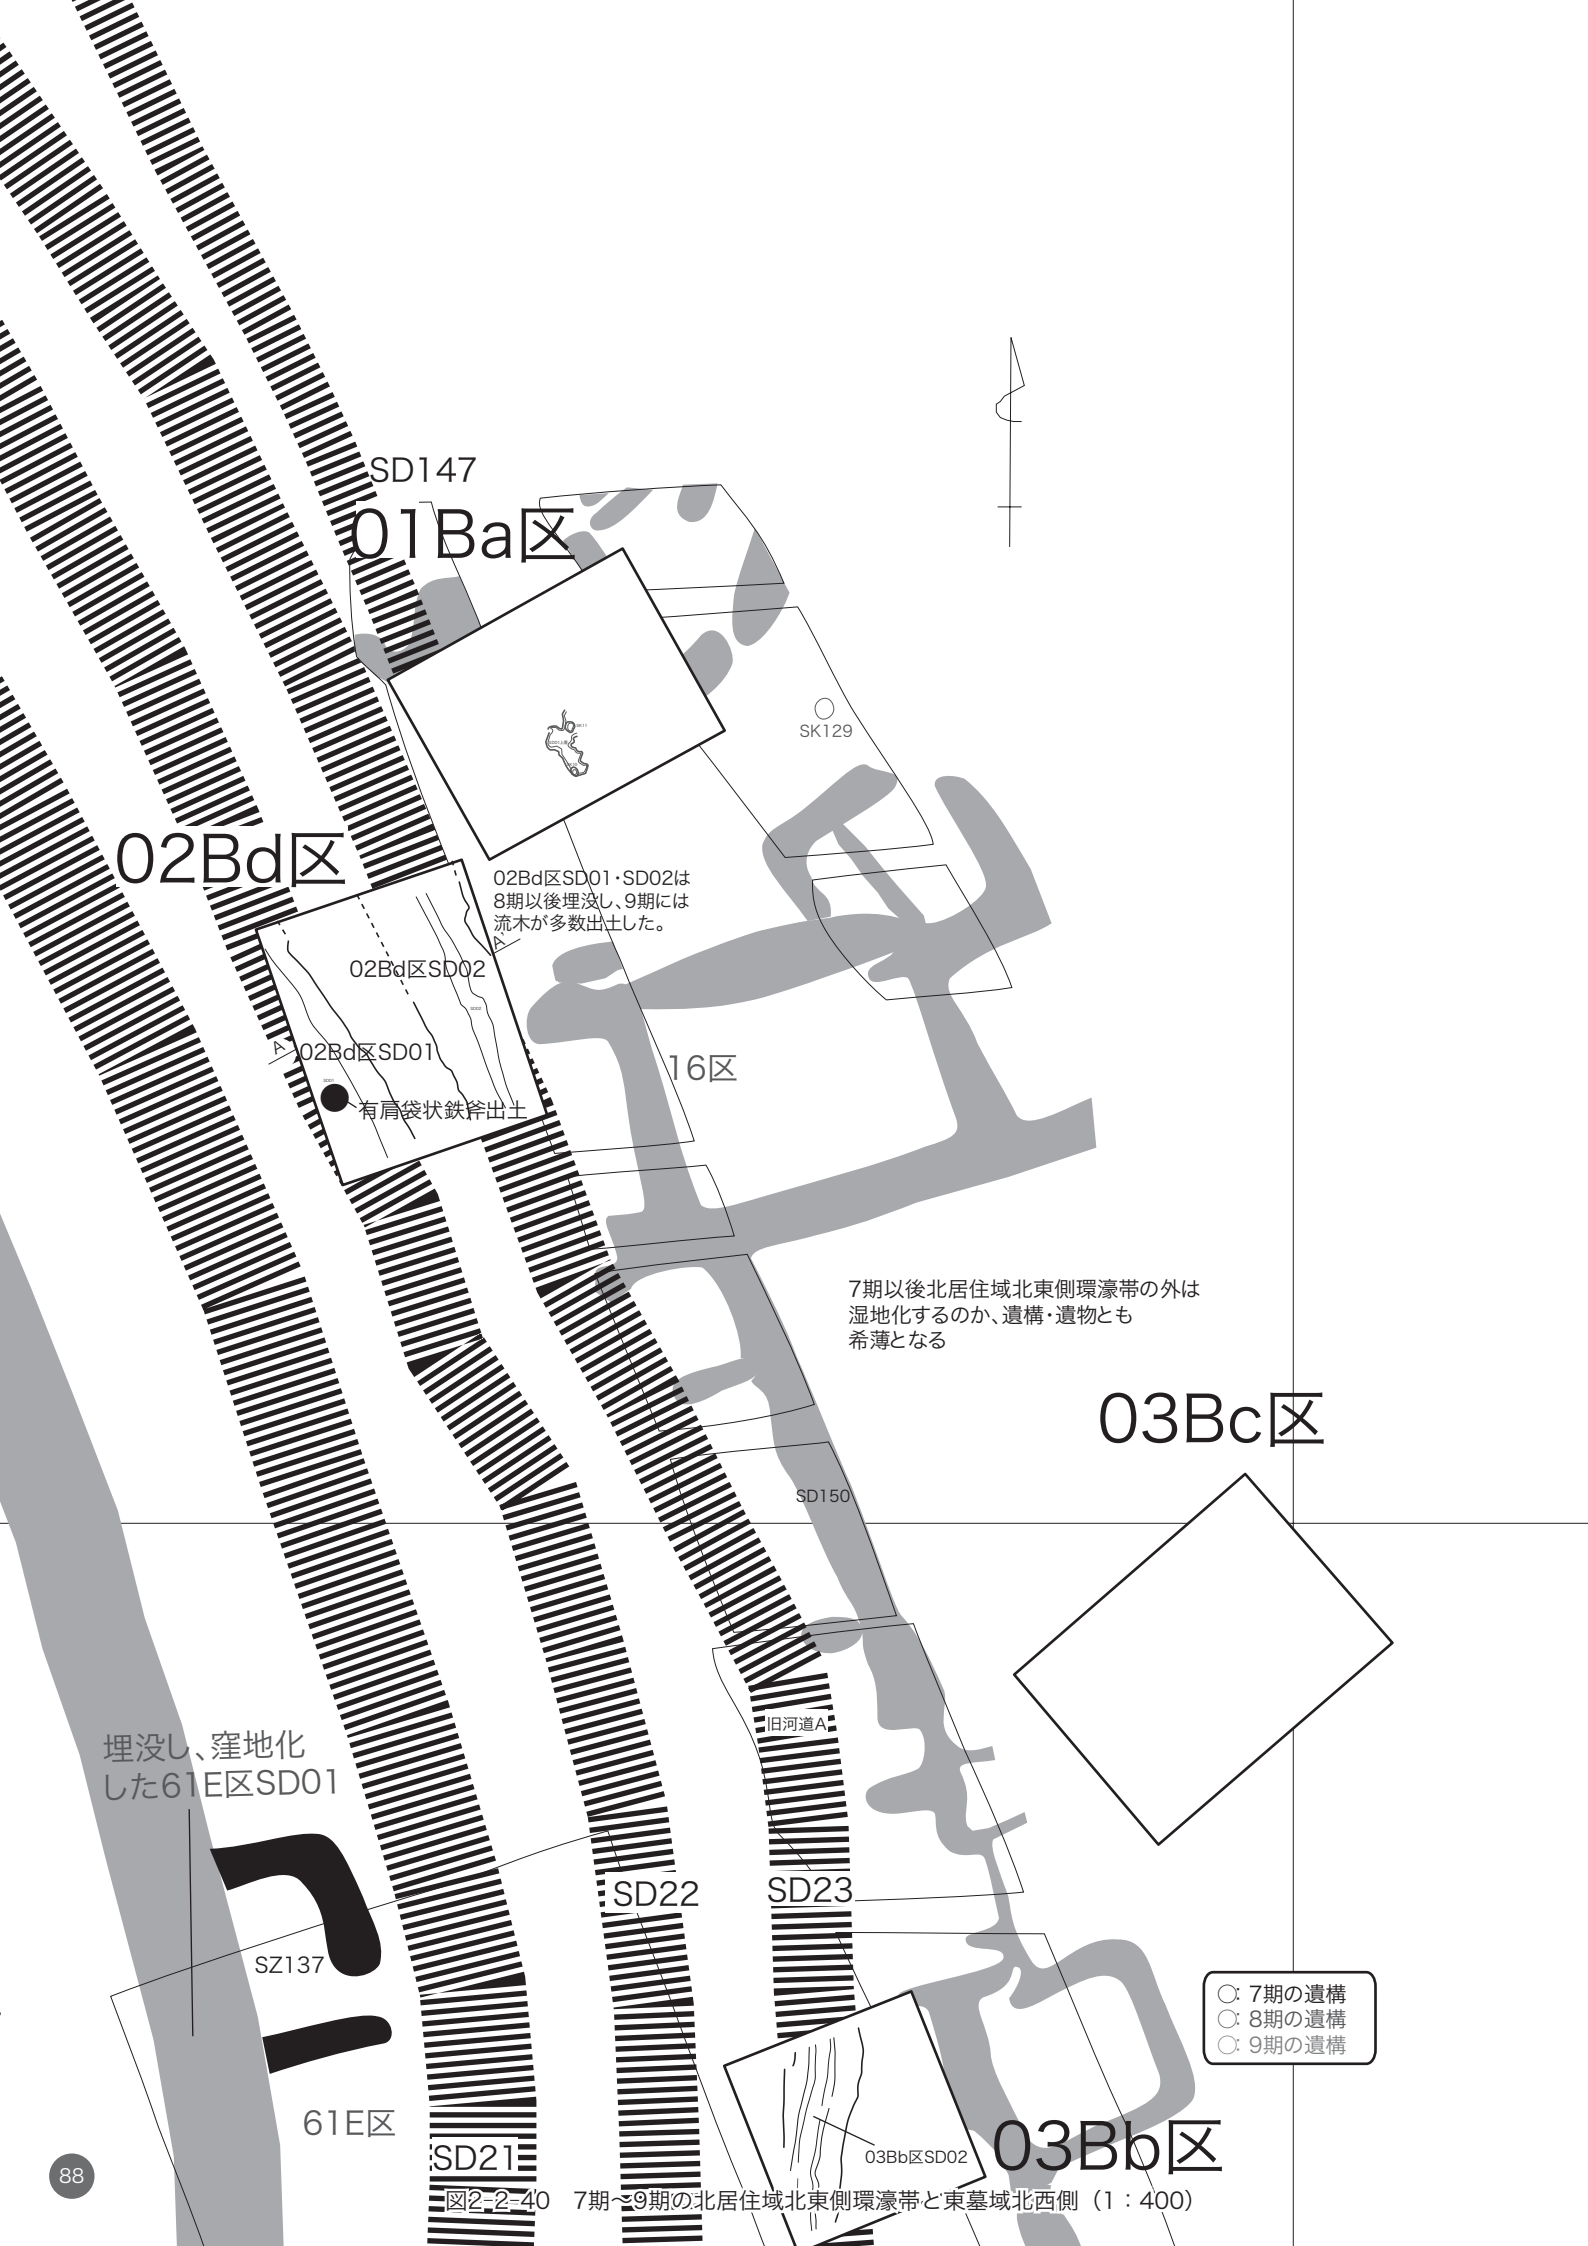 SD147
01Ba区
SK129
02Bd区
02Bd区SD01・SD02は
8期以後埋没し、9期には
流木が多数出土した。
A'
02Bd区SD02
SD02
16区
A
02Bd区SD01
SD01
有肩袋状鉄斧出土
7期以後北居住域北東側環濠帯の外は
湿地化するのか、遺構・遺物とも
希薄となる
03Bc区
SD150
旧河道A
埋没し、窪地化
した61E区SD01
SD22
SD23
SZ137
○: 7期の遺構
○: 8期の遺構
○: 9期の遺構
61E区
03Bb区
SD21
03Bb区SD02
88
図2-2-40　7期〜9期の北居住域北東側環濠帯と東墓域北西側（1：400）